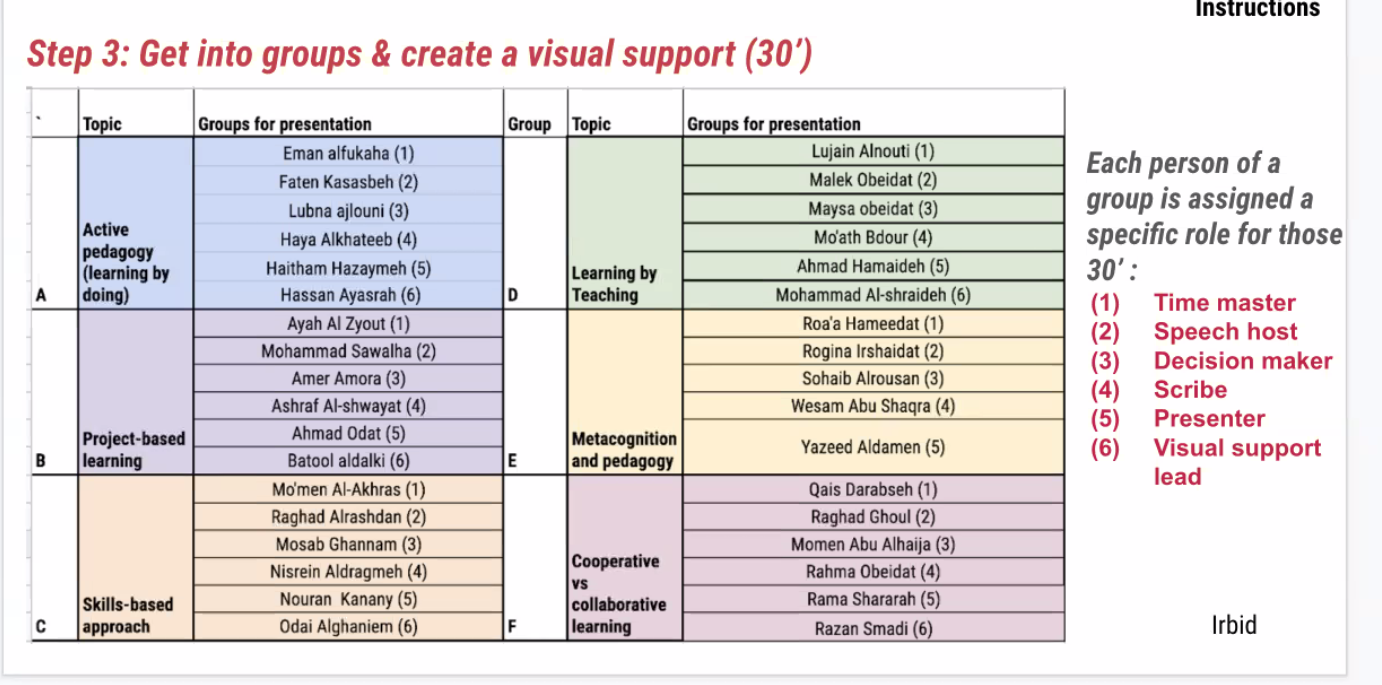 Instructions
Step 3: Get into groups & create a visual support (30’)
` Topic Groups for presentation Group Topic Groups for presentation
A
Active
pedagogy
(learning by
doing)
Eman alfukaha (1)
Faten Kasasbeh (2)
Lubna ajlouni (3)
Haya Alkhateeb (4)
Haitham Hazaymeh (5)
Hassan Ayasrah (6)
D
Learning by
Teaching
Lujain Alnouti (1)
Malek Obeidat (2)
Maysa obeidat (3)
Mo'ath Bdour (4)
Ahmad Hamaideh (5)
Mohammad Al-shraideh (6)
B
Project-based
learning
Ayah Al Zyout (1)
Mohammad Sawalha (2)
Amer Amora (3)
Ashraf Al-shwayat (4)
Ahmad Odat (5)
Batool aldalki (6)
E
Metacognition
and pedagogy
Roa'a Hameedat (1)
Rogina Irshaidat (2)
Sohaib Alrousan (3)
Wesam Abu Shaqra (4)
Yazeed Aldamen (5)
C
Skills-based
approach
Mo'men Al-Akhras (1)
Raghad Alrashdan (2)
Mosab Ghannam (3)
Nisrein Aldragmeh (4)
Nouran Kanany (5)
Odai Alghaniem (6)
F
Cooperative
vs
collaborative
learning
Qais Darabseh (1)
Raghad Ghoul (2)
Momen Abu Alhaija (3)
Rahma Obeidat (4)
Rama Shararah (5)
Razan Smadi (6)
Each person of a
group is assigned a
specific role for those
30’ :
(1) Time master
(2) Speech host
(3) Decision maker
(4) Scribe
(5) Presenter
(6) Visual support
lead
Irbid